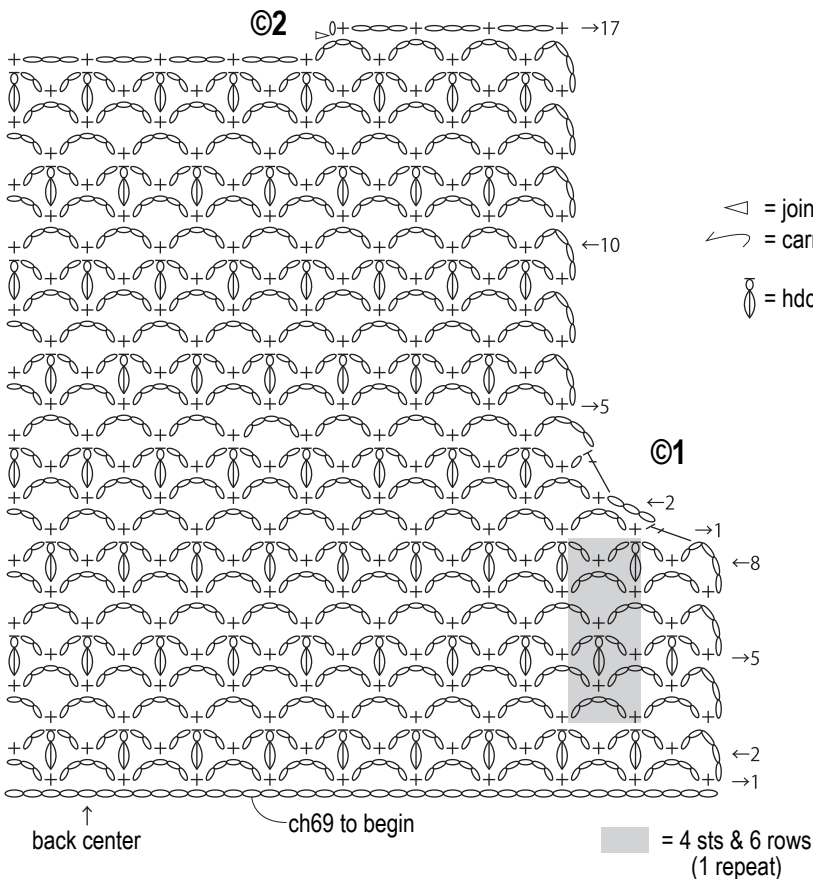 ©2
→17
◁ = join
= carr
←10
= hdc
→5
©1
←2
→1
←8
→5
←2
→1
back center
ch69 to begin
= 4 sts & 6 rows
(1 repeat)